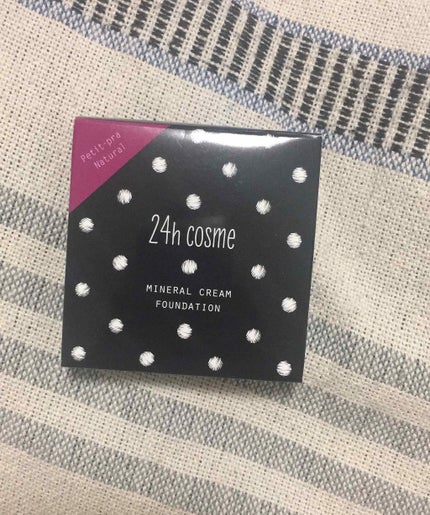 Petit-pra
Natural
24h cosme
MINERAL CREAM
FOUNDATION